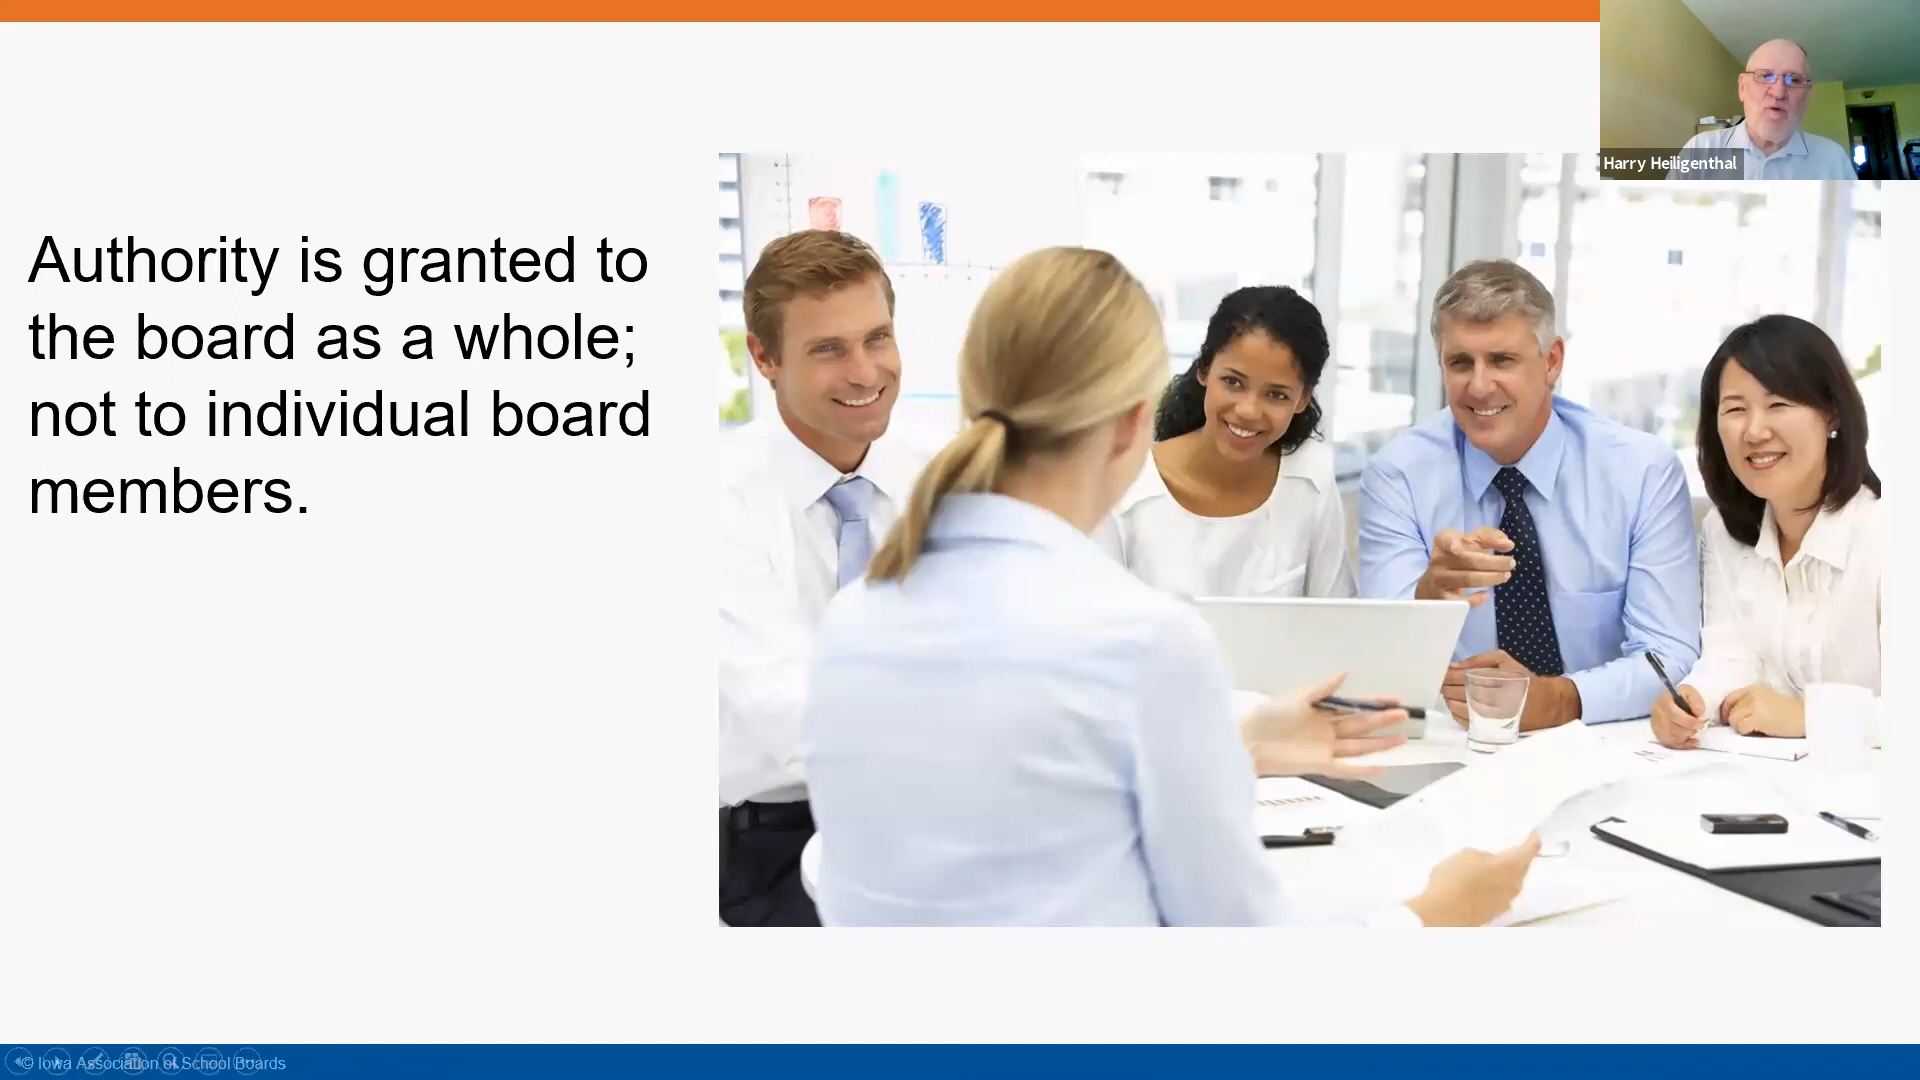 Harry Heiligenthal
Authority is granted to
the board as a whole;
not to individual board
members.
© Iowa Association of School Boards